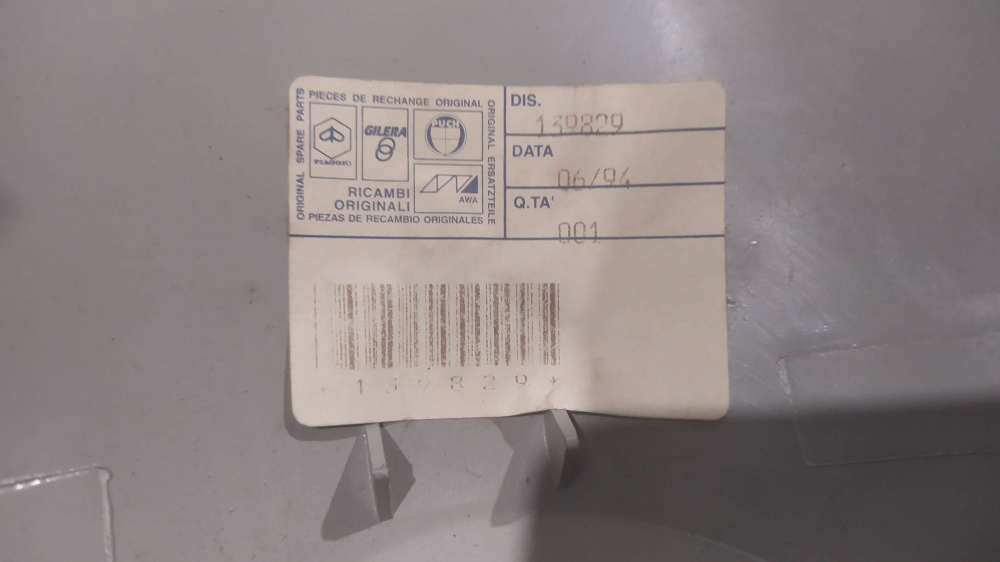 PIECES DE RECHANGE ORIGINAL
ORIGINAL SPARE PARTS
PIAGGIO
GILERA
PUCH
AWA
ORIGINAL ERSATZTEILE
RICAMBI
ORIGINALI
PIEZAS DE RECAMBIO ORIGINALES
DIS.
139829
DATA
06/94
Q.TA'
001
*139829*